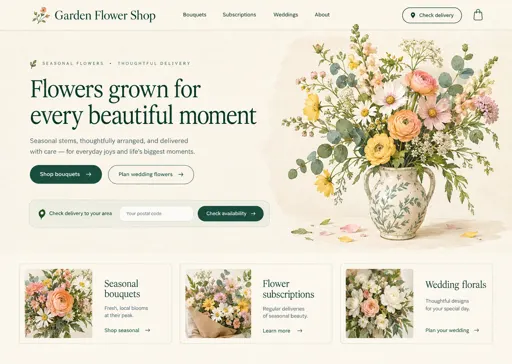 Garden Flower Shop
Bouquets
Subscriptions
Weddings
About
Check delivery
SEASONAL FLOWERS • THOUGHTFUL DELIVERY
Flowers grown for
every beautiful moment
Seasonal stems, thoughtfully arranged, and delivered
with care — for everyday joys and life's biggest moments.
Shop bouquets →
Plan wedding flowers →
Check delivery to your area
Your postal code
Check availability →
Seasonal
bouquets
Fresh, local blooms
at their peak.
Shop seasonal →
Flower
subscriptions
Regular deliveries
of seasonal beauty.
Learn more →
Wedding florals
Thoughtful designs
for your special day.
Plan your wedding →